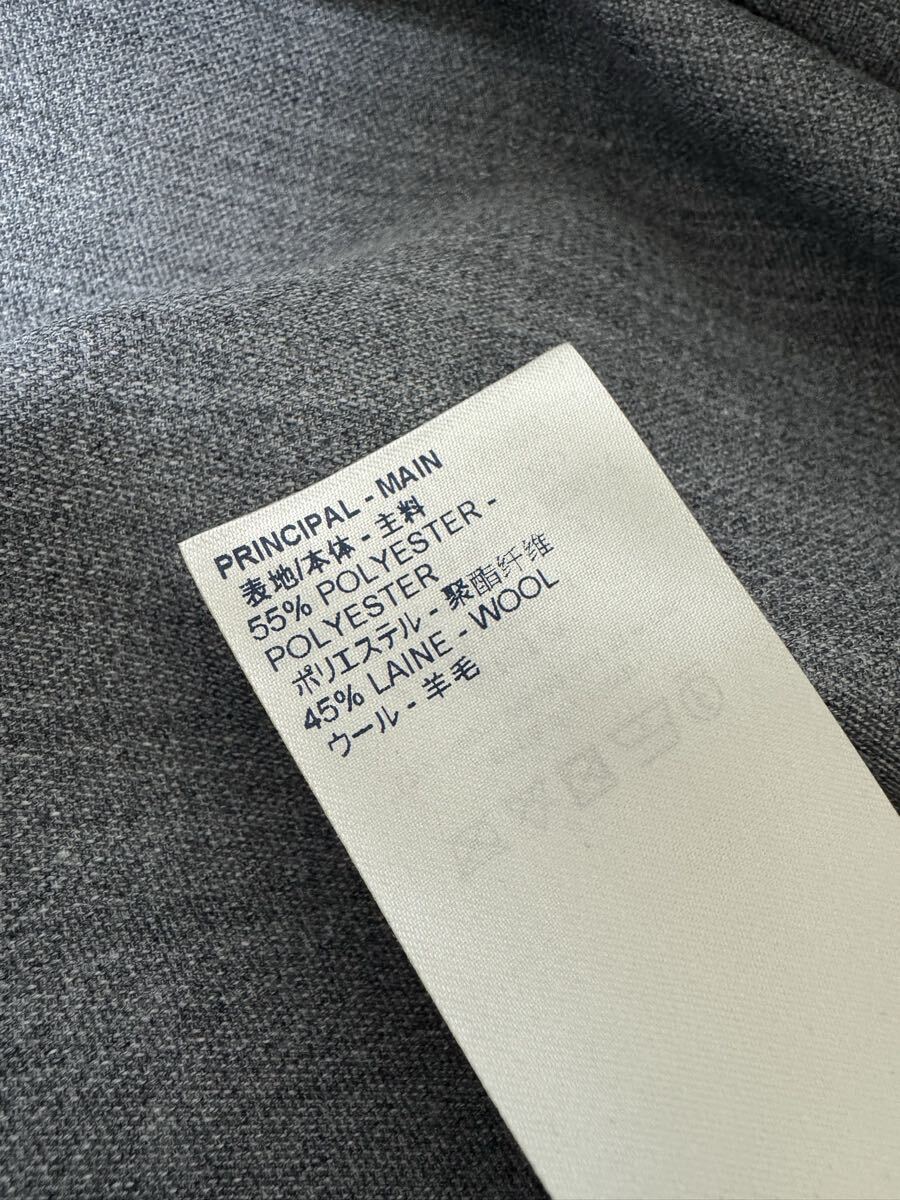 PRINCIPAL - MAIN
表地/本体 - 主料
55% POLYESTER -
POLYESTER
ポリエステル - 聚酯纤维
45% LAINE - WOOL
ウール - 羊毛